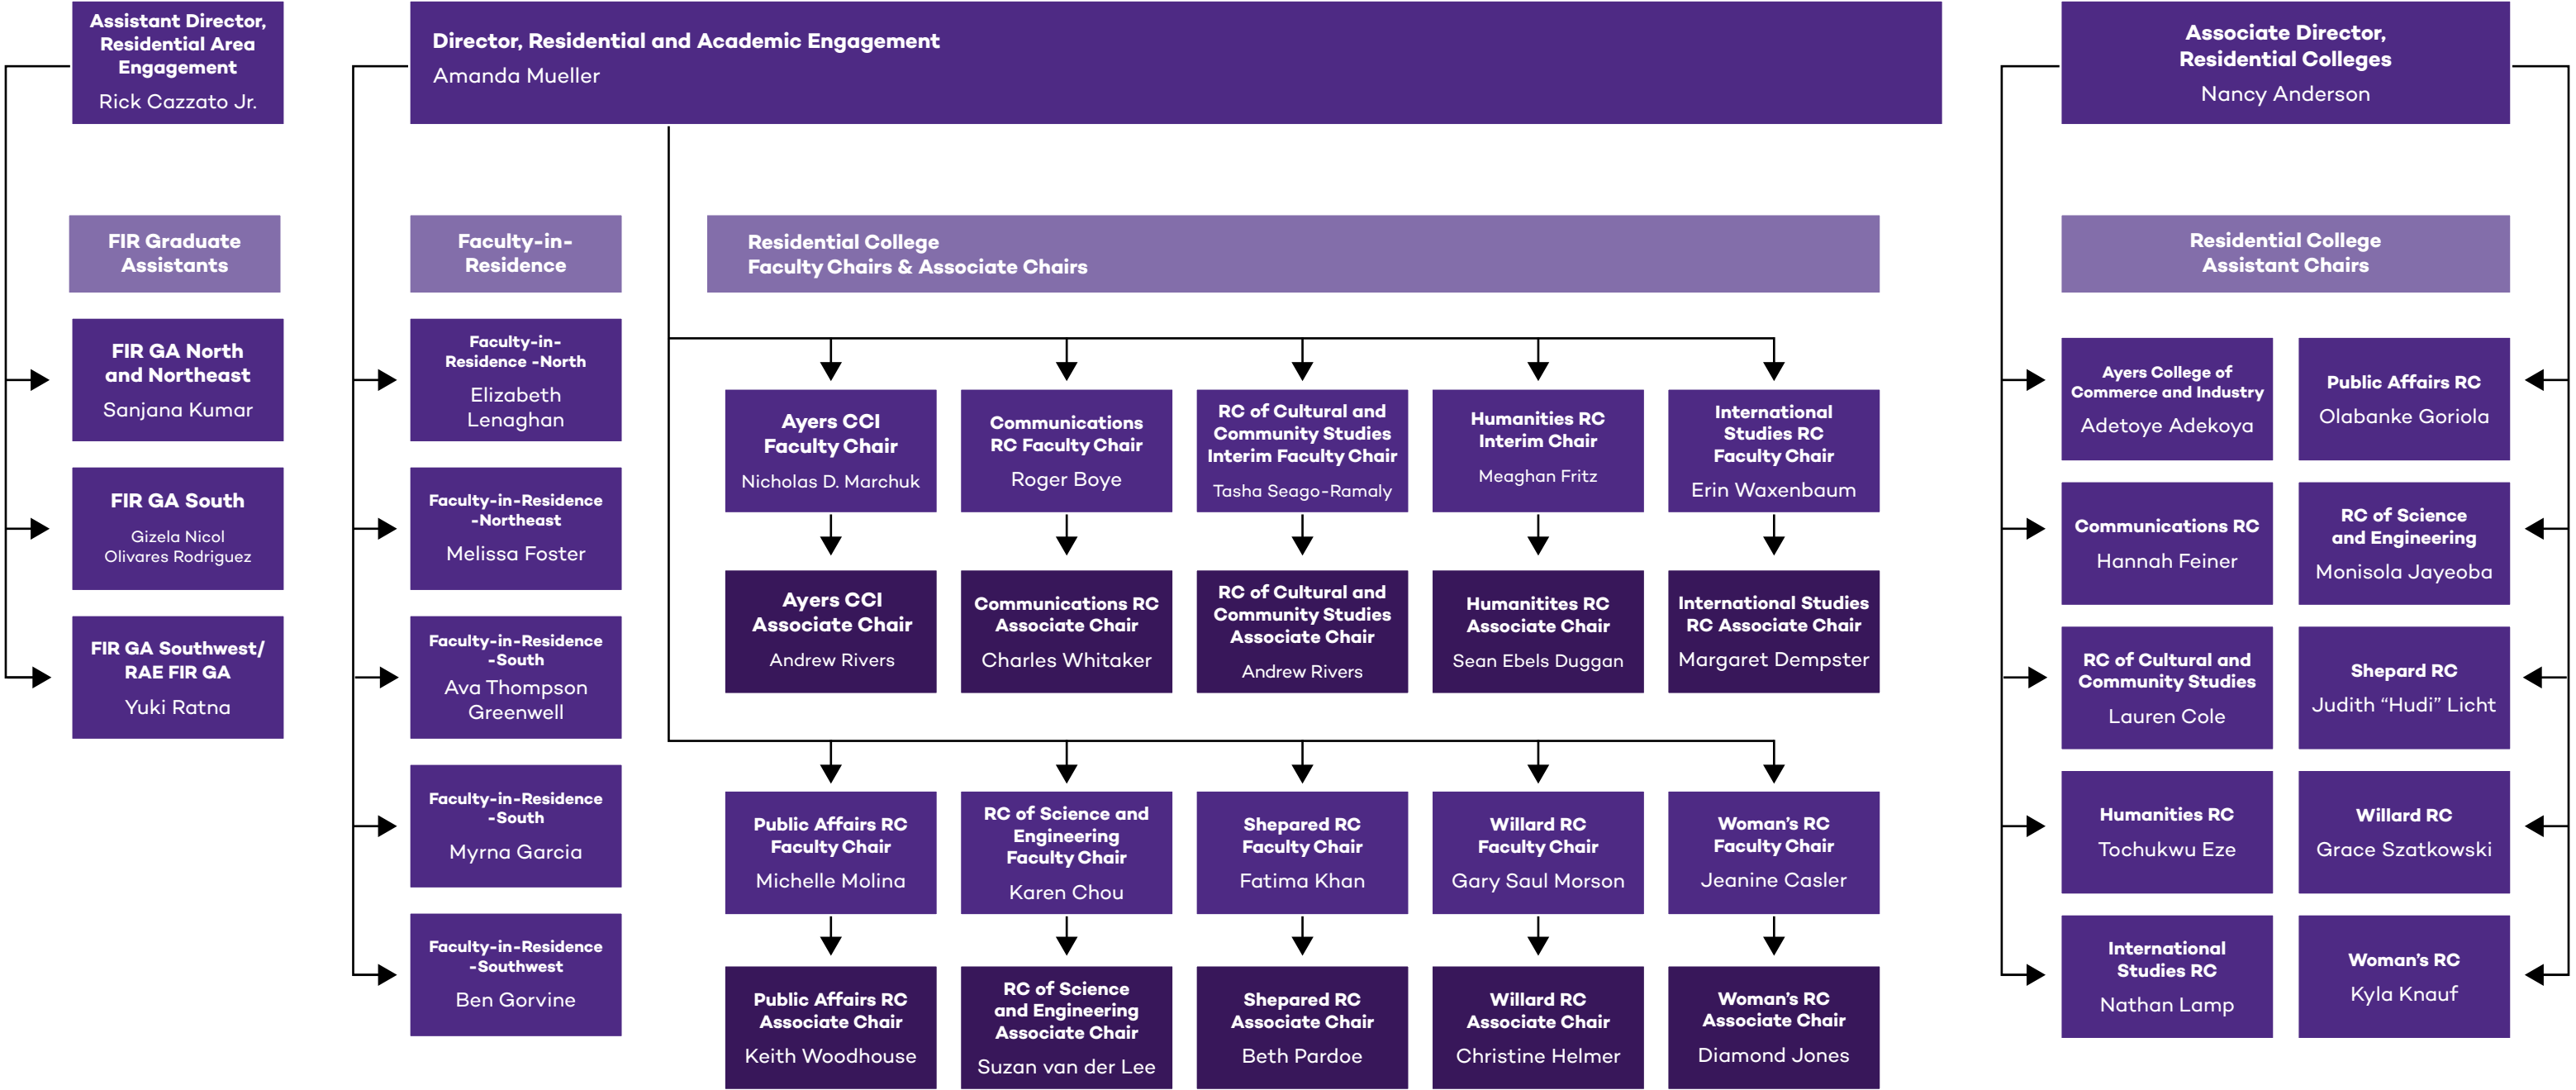 Assistant Director,
Residential Area
Engagement
Rick Cazzato Jr.
Director, Residential and Academic Engagement
Amanda Mueller
Associate Director,
Residential Colleges
Nancy Anderson
FIR Graduate
Assistants
Faculty-in-
Residence
Residential College
Faculty Chairs & Associate Chairs
Residential College
Assistant Chairs
FIR GA North
and Northeast
Sanjana Kumar
FIR GA South
Gizela Nicol
Olivares Rodriguez
FIR GA Southwest/
RAE FIR GA
Yuki Ratna
Faculty-in-
Residence -North
Elizabeth
Lenaghan
Faculty-in-Residence
-Northeast
Melissa Foster
Faculty-in-Residence
-South
Ava Thompson
Greenwell
Faculty-in-Residence
-South
Myrna Garcia
Faculty-in-Residence
-Southwest
Ben Gorvine
Ayers CCI
Faculty Chair
Nicholas D. Marchuk
Communications
RC Faculty Chair
Roger Boye
RC of Cultural and
Community Studies
Interim Faculty Chair
Tasha Seago-Ramaly
Humanities RC
Interim Chair
Meaghan Fritz
International
Studies RC
Faculty Chair
Erin Waxenbaum
Ayers CCI
Associate Chair
Andrew Rivers
Communications RC
Associate Chair
Charles Whitaker
RC of Cultural and
Community Studies
Associate Chair
Andrew Rivers
Humanitites RC
Associate Chair
Sean Ebels Duggan
International Studies
RC Associate Chair
Margaret Dempster
Public Affairs RC
Faculty Chair
Michelle Molina
RC of Science and
Engineering
Faculty Chair
Karen Chou
Shepared RC
Faculty Chair
Fatima Khan
Willard RC
Faculty Chair
Gary Saul Morson
Woman's RC
Faculty Chair
Jeanine Casler
Public Affairs RC
Associate Chair
Keith Woodhouse
RC of Science
and Engineering
Associate Chair
Suzan van der Lee
Shepared RC
Associate Chair
Beth Pardoe
Willard RC
Associate Chair
Christine Helmer
Woman's RC
Associate Chair
Diamond Jones
Ayers College of
Commerce and Industry
Adetoye Adekoya
Public Affairs RC
Olabanke Goriola
Communications RC
Hannah Feiner
RC of Science
and Engineering
Monisola Jayeoba
RC of Cultural and
Community Studies
Lauren Cole
Shepard RC
Judith “Hudi” Licht
Humanities RC
Tochukwu Eze
Willard RC
Grace Szatkowski
International
Studies RC
Nathan Lamp
Woman's RC
Kyla Knauf